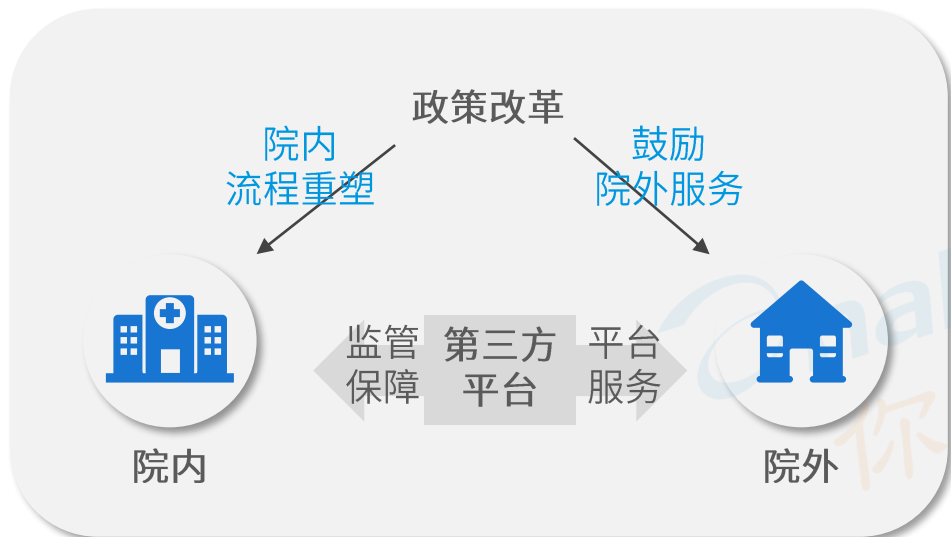 政策改革
院内
流程重塑
鼓励
院外服务
监管
保障
第三方
平台
平台
服务
院内
院外
你